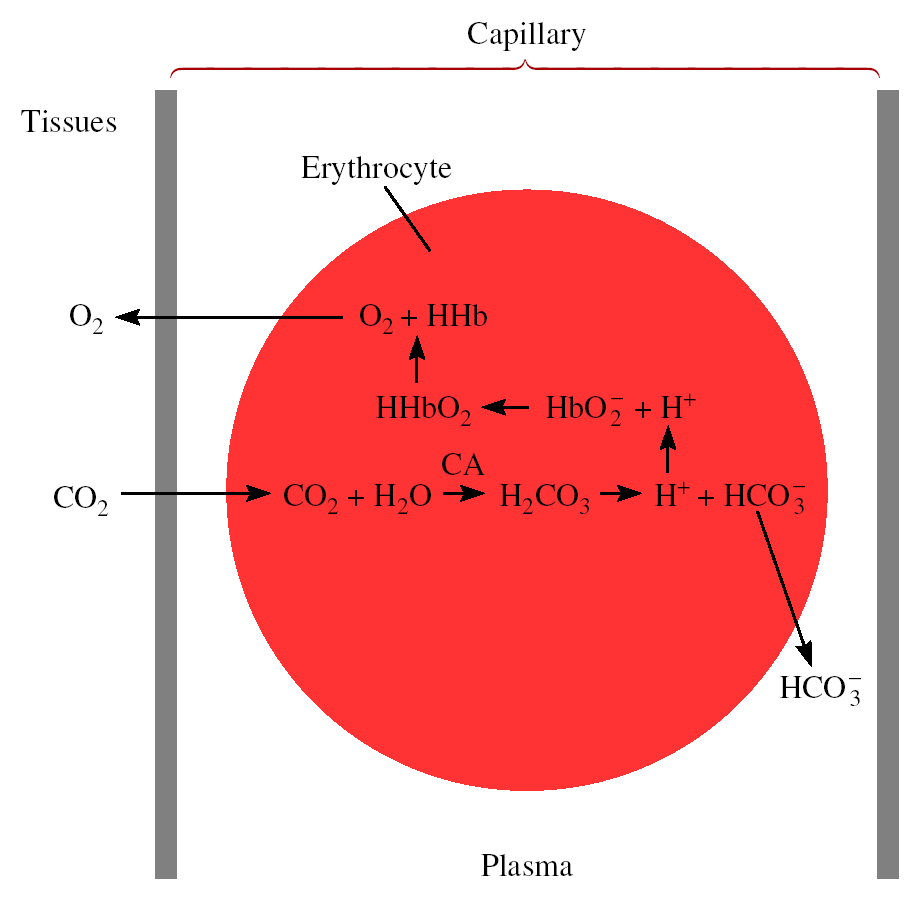 Capillary
Tissues
Erythrocyte
O₂
O₂ + HHb
HHbO₂
HbO₂⁻ + H⁺
CA
CO₂
CO₂ + H₂O
H₂CO₃
H⁺ + HCO₃⁻
HCO₃⁻
Plasma